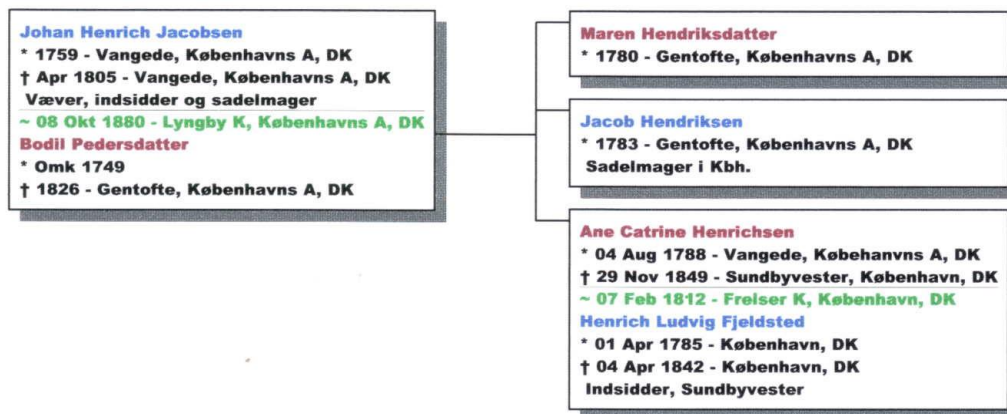 Johan Henrich Jacobsen
* 1759 - Vangede, Københavns A, DK
† Apr 1805 - Vangede, Københavns A, DK
Væver, indsidder og sadelmager
~ 08 Okt 1880 - Lyngby K, Københavns A, DK
Bodil Pedersdatter
* Omk 1749
† 1826 - Gentofte, Københavns A, DK
Maren Hendriksdatter
* 1780 - Gentofte, Københavns A, DK
Jacob Hendriksen
* 1783 - Gentofte, Københavns A, DK
Sadelmager i Kbh.
Ane Catrine Henrichsen
* 04 Aug 1788 - Vangede, Købehanvns A, DK
† 29 Nov 1849 - Sundbyvester, København, DK
~ 07 Feb 1812 - Frelser K, København, DK
Henrich Ludvig Fjeldsted
* 01 Apr 1785 - København, DK
† 04 Apr 1842 - København, DK
Indsidder, Sundbyvester